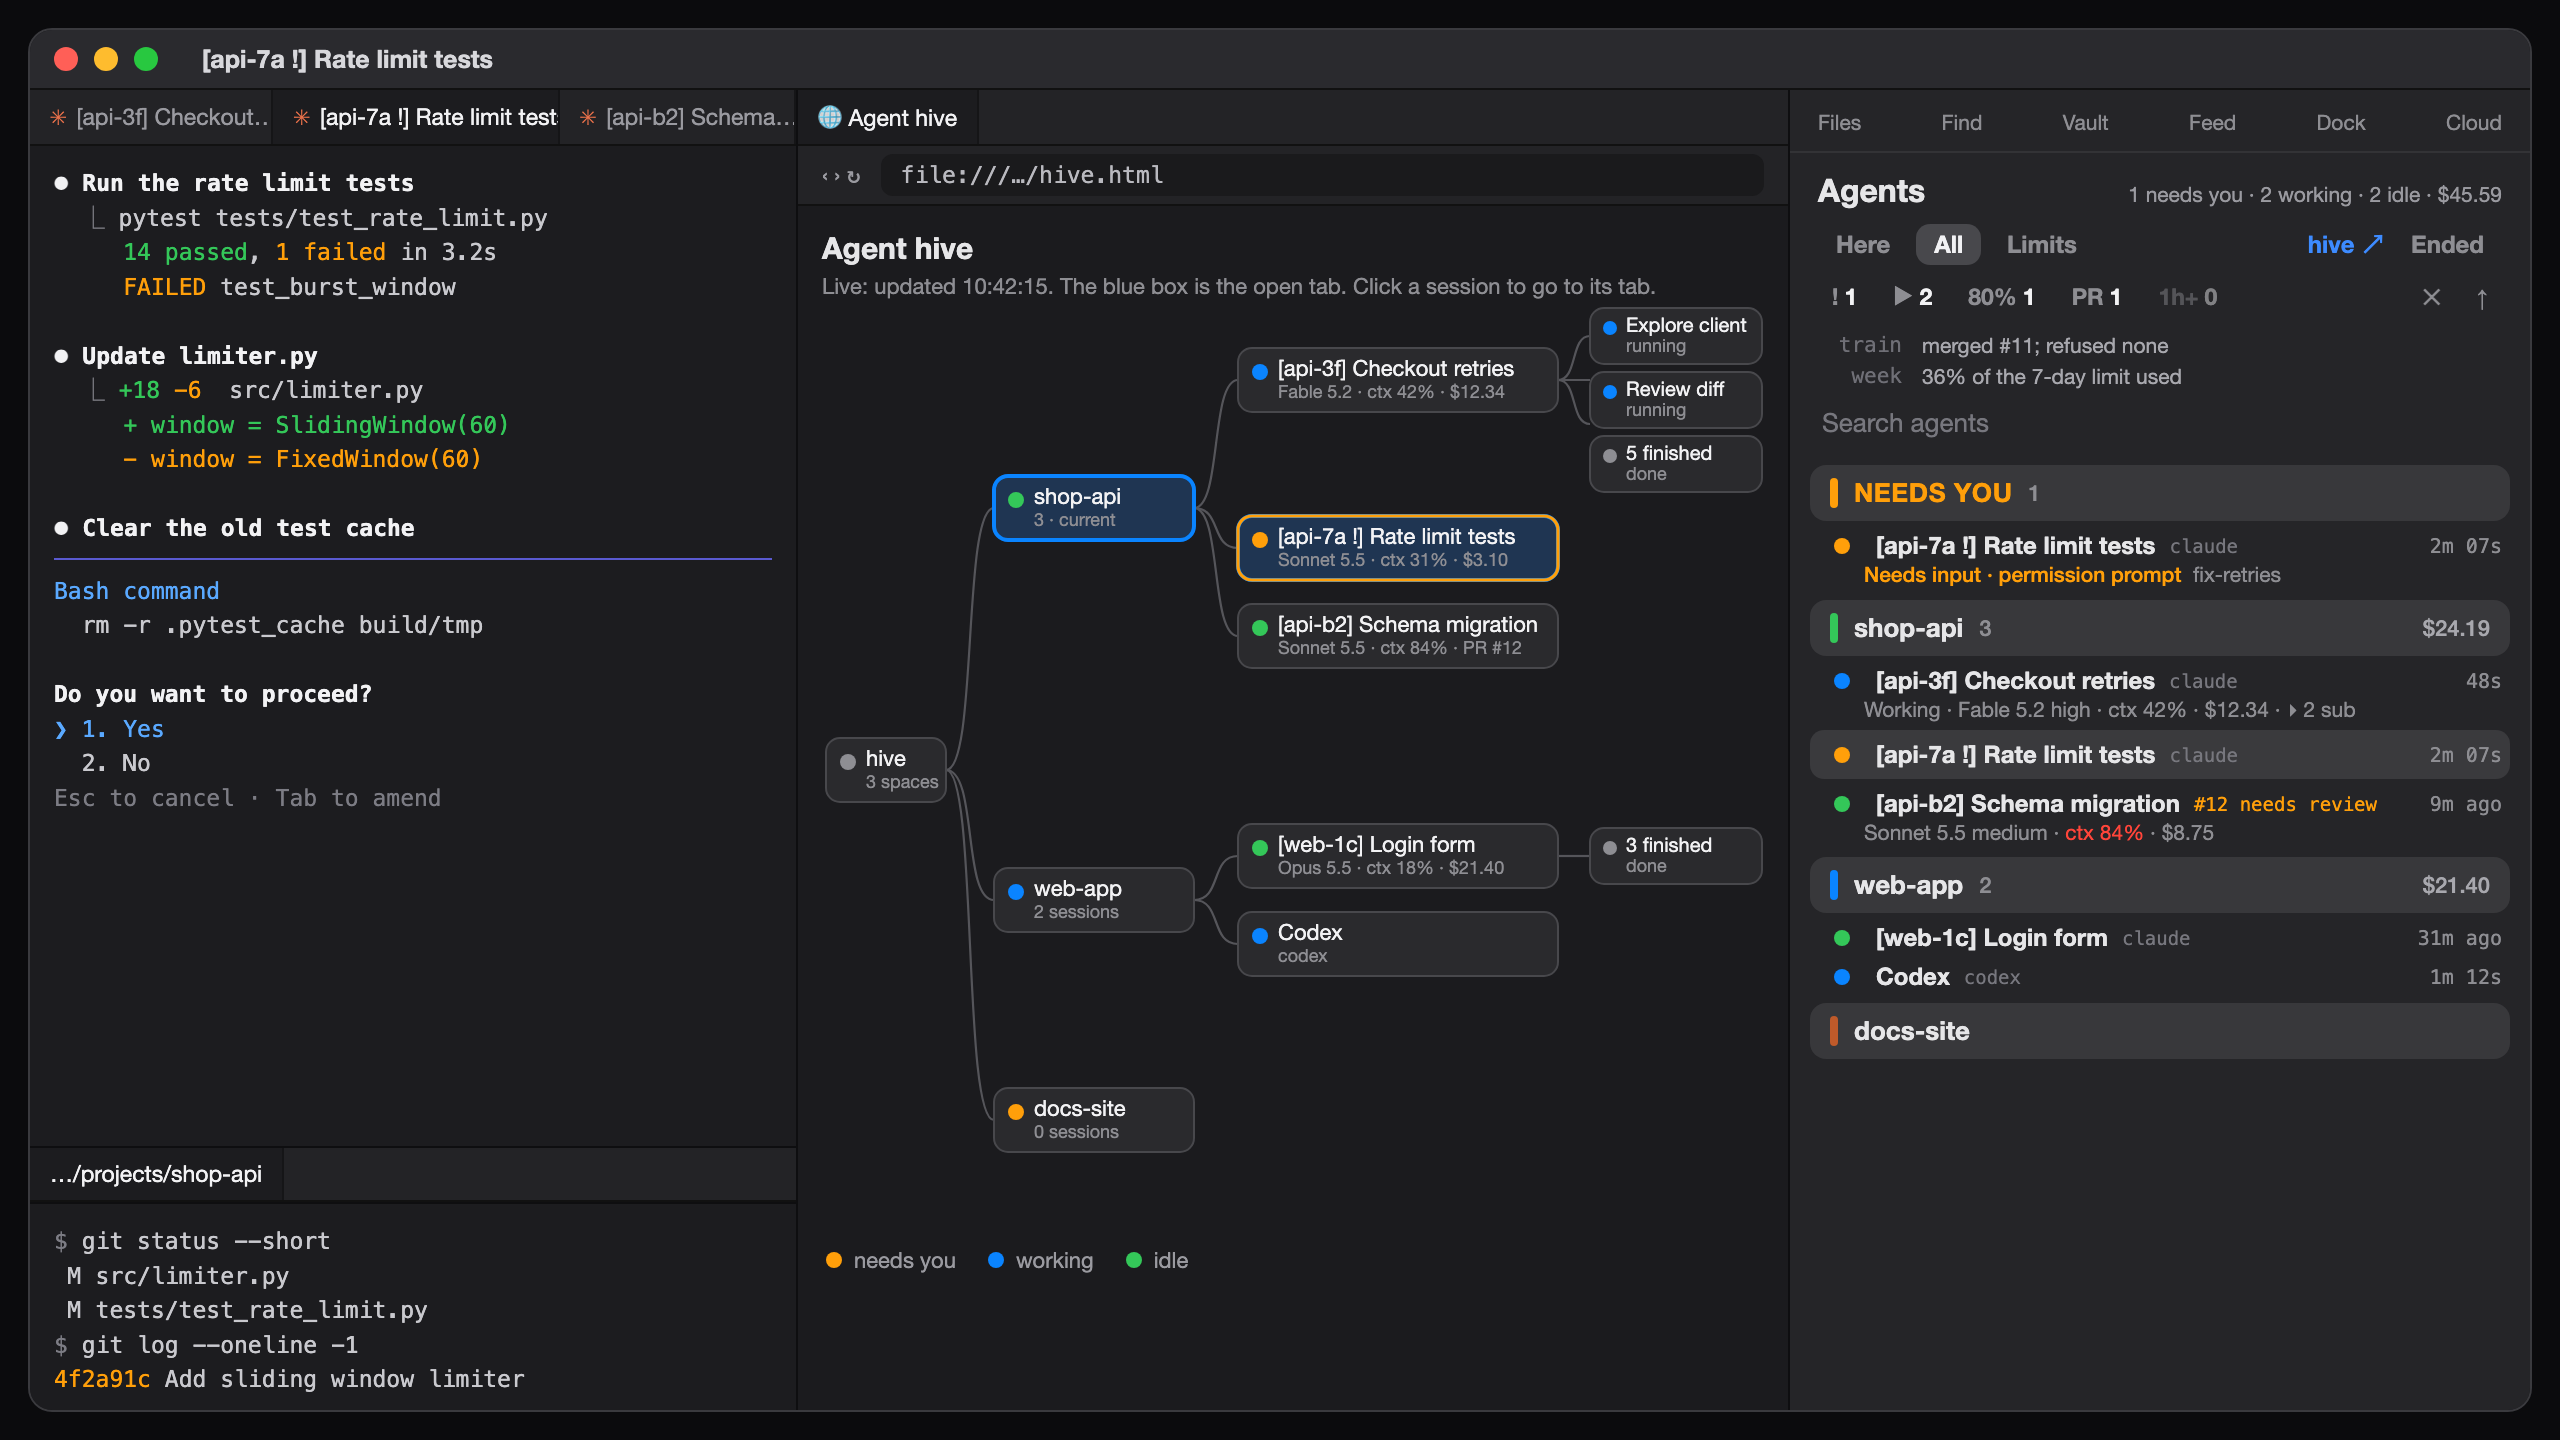 [api-7a !] Rate limit tests
[api-3f] Checkout…
[api-7a !] Rate limit test
[api-b2] Schema…
● Run the rate limit tests
⎿ pytest tests/test_rate_limit.py
14 passed, 1 failed in 3.2s
FAILED test_burst_window
● Update limiter.py
⎿ +18 −6  src/limiter.py
+ window = SlidingWindow(60)
− window = FixedWindow(60)
● Clear the old test cache
Bash command
rm −r .pytest_cache build/tmp
Do you want to proceed?
❯ 1. Yes
2. No
Esc to cancel · Tab to amend
…/projects/shop-api
$ git status --short
M src/limiter.py
M tests/test_rate_limit.py
$ git log --oneline -1
4f2a91c Add sliding window limiter
Agent hive
‹ › ↻ file:///…/hive.html
Agent hive
Live: updated 10:42:15. The blue box is the open tab. Click a session to go to its tab.
hive
3 spaces
shop-api
3 · current
[api-3f] Checkout retries
Fable 5.2 · ctx 42% · $12.34
Explore client
running
Review diff
running
5 finished
done
[api-7a !] Rate limit tests
Sonnet 5.5 · ctx 31% · $3.10
[api-b2] Schema migration
Sonnet 5.5 · ctx 84% · PR #12
web-app
2 sessions
[web-1c] Login form
Opus 5.5 · ctx 18% · $21.40
3 finished
done
Codex
codex
docs-site
0 sessions
needs you
working
idle
Files Find Vault Feed Dock Cloud
Agents 1 needs you · 2 working · 2 idle · $45.59
Here All Limits hive ↗ Ended
! 1 ▶ 2 80% 1 PR 1 1h+ 0 ✕ ↑
train merged #11; refused none
week 36% of the 7-day limit used
Search agents
NEEDS YOU 1
[api-7a !] Rate limit tests claude 2m 07s
Needs input · permission prompt fix-retries
shop-api 3 $24.19
[api-3f] Checkout retries claude 48s
Working · Fable 5.2 high · ctx 42% · $12.34 · ▸ 2 sub
[api-7a !] Rate limit tests claude 2m 07s
[api-b2] Schema migration #12 needs review 9m ago
Sonnet 5.5 medium · ctx 84% · $8.75
web-app 2 $21.40
[web-1c] Login form claude 31m ago
Codex codex 1m 12s
docs-site